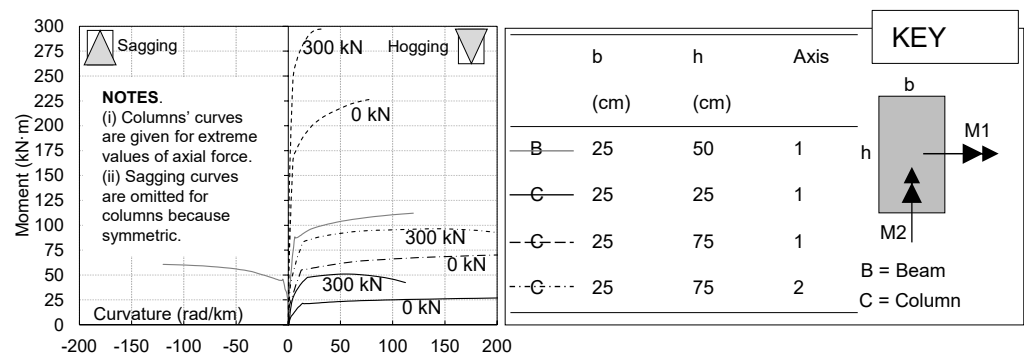 300
275
250
225
200
175
150
125
100
75
50
25
0
Moment (kN·m)
Sagging
Hogging
NOTES.
(i) Columns' curves
are given for extreme
values of axial force.
(ii) Sagging curves
are omitted for
columns because
symmetric.
300 kN
0 kN
300 kN
0 kN
300 kN
0 kN
Curvature (rad/km)
-200 -150 -100 -50 0 50 100 150 200
b h Axis
(cm) (cm)
B 25 50 1
C 25 25 1
C 25 75 1
C 25 75 2
KEY
b
h
M1
M2
B = Beam
C = Column